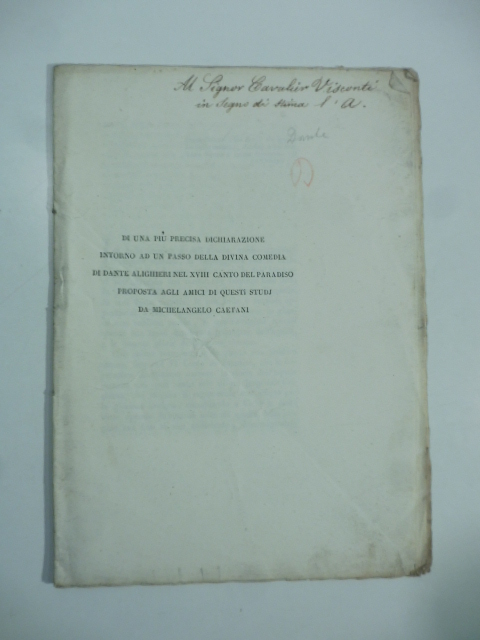 Al Signor Cavalier Visconti
in segno di stima l'A.
Dante
DI UNA PIÙ PRECISA DICHIARAZIONE
INTORNO AD UN PASSO DELLA DIVINA COMEDIA
DI DANTE ALIGHIERI NEL XVIII CANTO DEL PARADISO
PROPOSTA AGLI AMICI DI QUESTI STUDJ
DA MICHELANGELO CAETANI